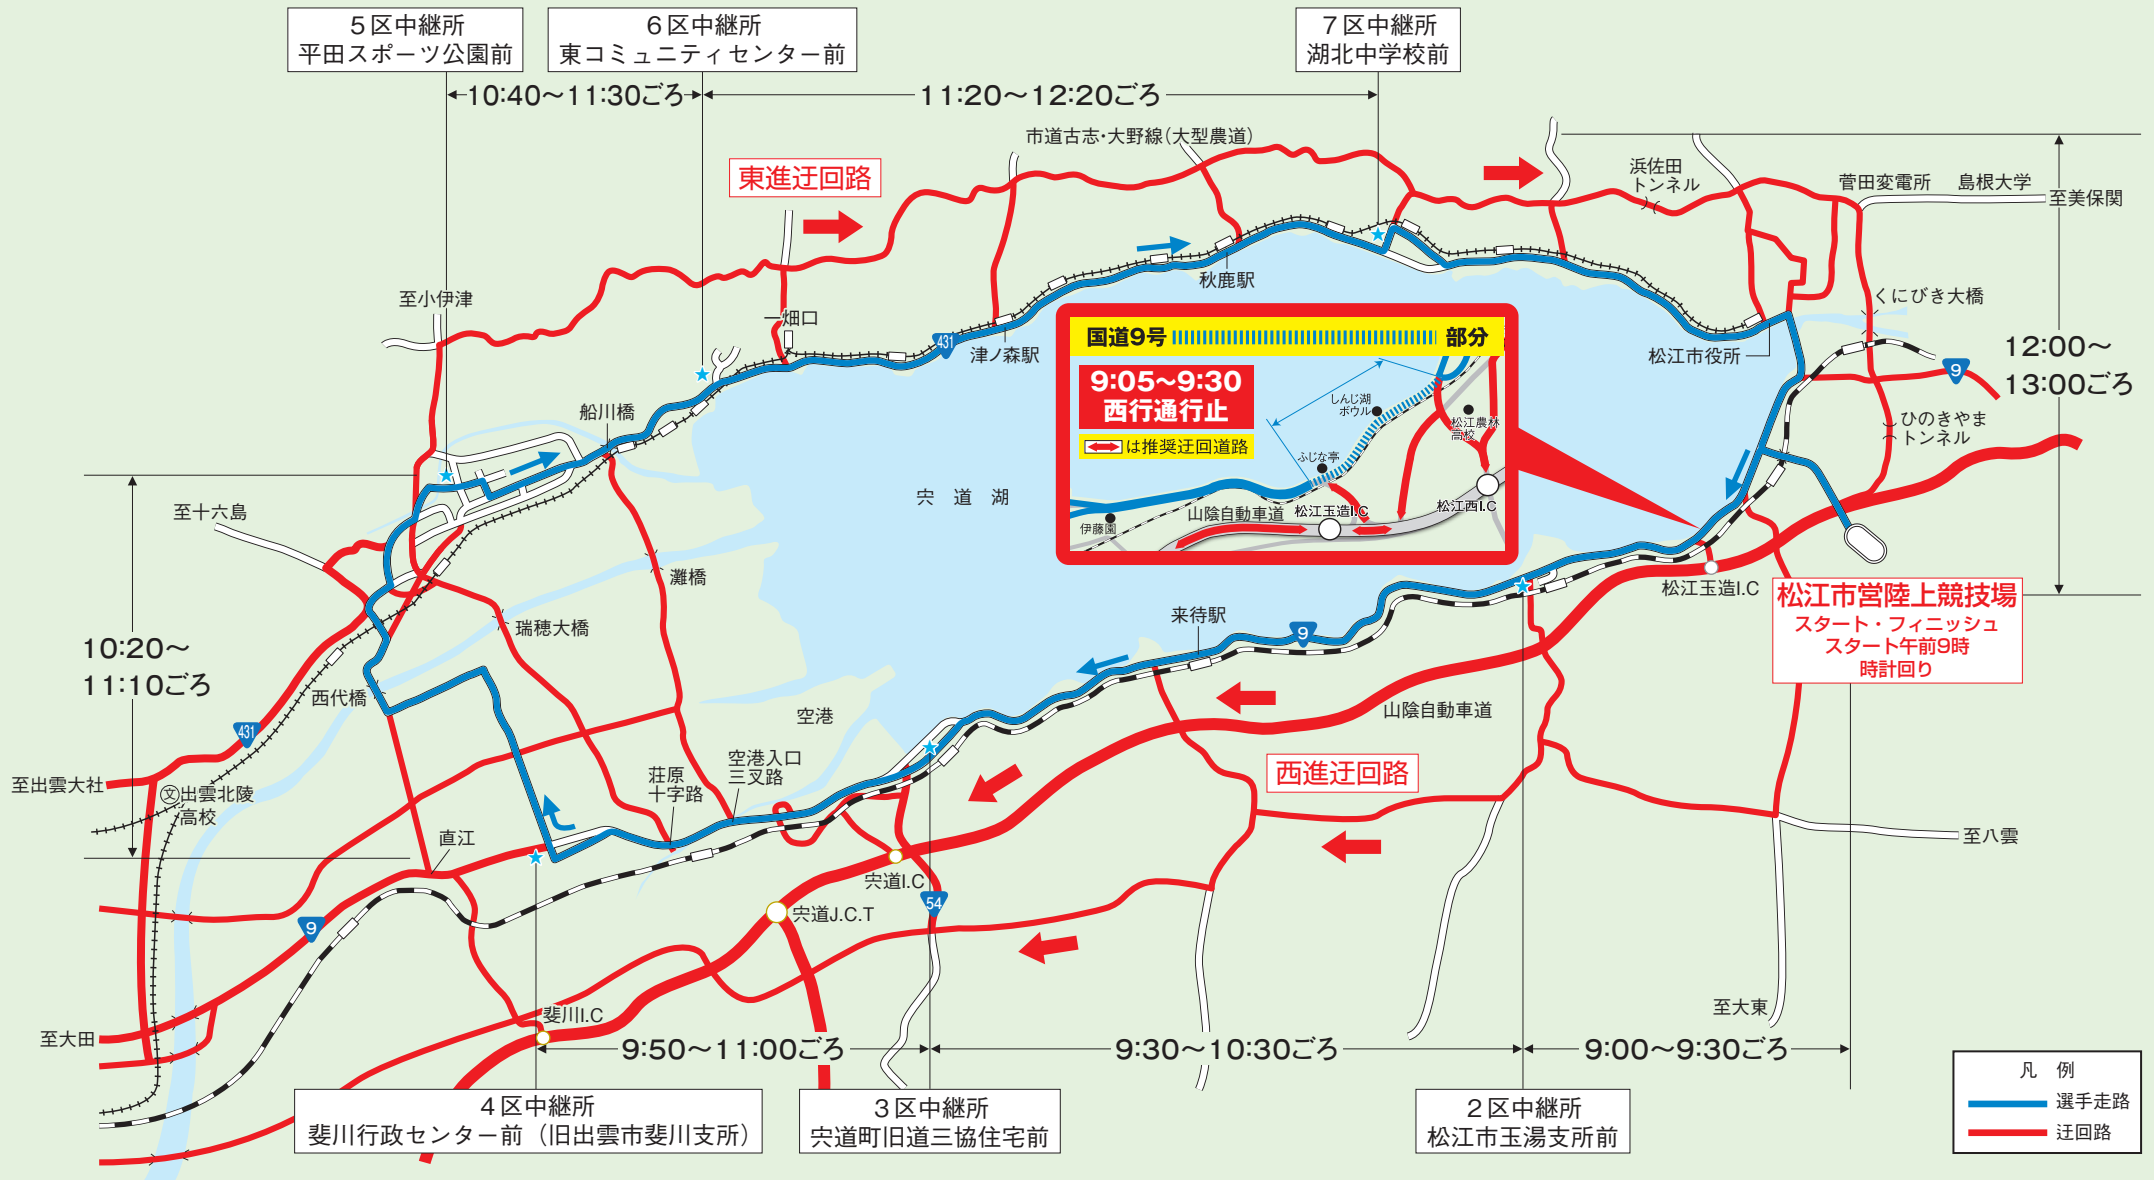 5区中継所
平田スポーツ公園前
6区中継所
東コミュニティセンター前
7区中継所
湖北中学校前
10:40〜11:30ごろ
11:20〜12:20ごろ
市道古志・大野線(大型農道)
東進迂回路
浜佐田
トンネル
菅田変電所
島根大学
至美保関
至小伊津
一畑口
秋鹿駅
431
津ノ森駅
くにびき大橋
松江市役所
12:00〜
13:00ごろ
9
ひのきやま
トンネル
国道9号
部分
9:05〜9:30
西行通行止
は推奨迂回道路
しんじ湖
ボウル
松江農林
高校
ふじな亭
伊藤園
山陰自動車道
松江玉造I.C
松江西I.C
船川橋
宍道湖
至十六島
灘橋
瑞穂大橋
来待駅
9
松江玉造I.C
松江市営陸上競技場
スタート・フィニッシュ
スタート午前9時
時計回り
10:20〜
11:10ごろ
西代橋
431
空港
山陰自動車道
至出雲大社
文出雲北陵
高校
荘原
十字路
空港入口
三叉路
西進迂回路
直江
至八雲
宍道I.C
54
宍道J.C.T
9
至大田
斐川I.C
至大東
9:50〜11:00ごろ
9:30〜10:30ごろ
9:00〜9:30ごろ
4区中継所
斐川行政センター前(旧出雲市斐川支所)
3区中継所
宍道町旧道三協住宅前
2区中継所
松江市玉湯支所前
凡例
選手走路
迂回路